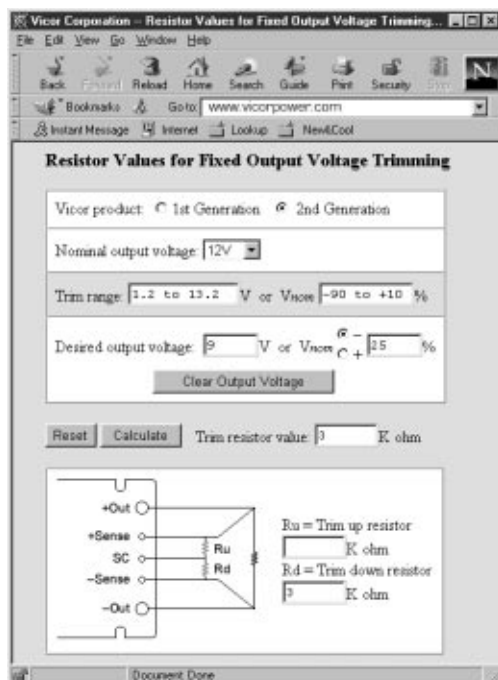 Vicor Corporation -- Resistor Values for Fixed Output Voltage Trimming...
File Edit View Go Window Help
Back Forward Reload Home Search Guide Print Security Stop
N
Bookmarks Go to: www.vicorpower.com
Instant Message Internet Lookup New&Cool
Resistor Values for Fixed Output Voltage Trimming
Vicor product: 1st Generation 2nd Generation
Nominal output voltage: 12V
Trim range: 1.2 to 13.2 V or Vnom -90 to +10 %
Desired output voltage: 9 V or Vnom - + 25 %
Clear Output Voltage
Reset Calculate Trim resistor value: 3 K ohm
+Out
+Sense
SC
-Sense
-Out
Ru
Rd
Ru = Trim up resistor
K ohm
Rd = Trim down resistor
3 K ohm
Document Done